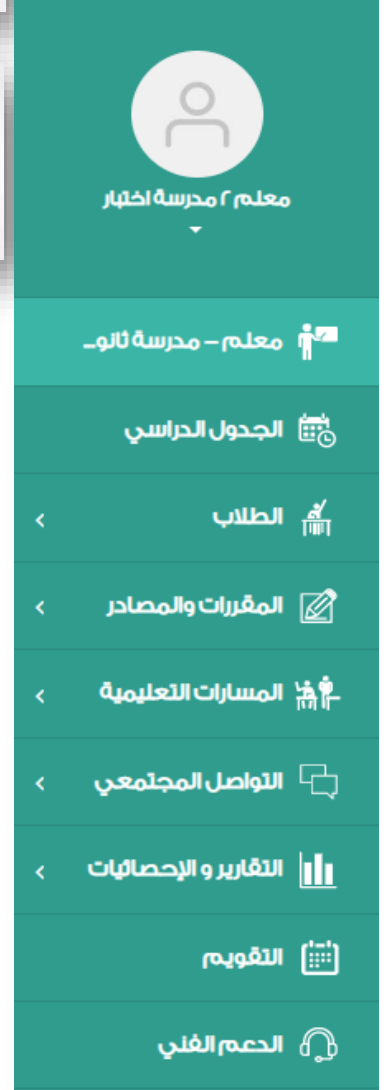 معلم ٢ مدرسة اختبار
معلم – مدرسة ثانو...
الجدول الدراسي
الطلاب
المقررات والمصادر
المسارات التعليمية
التواصل المجتمعي
التقارير و الإحصائيات
التقويم
الدعم الفني